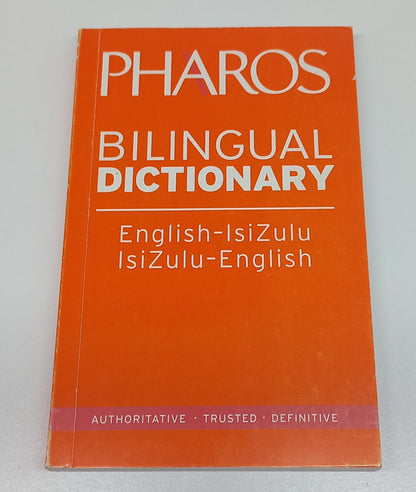 PHAROS
BILINGUAL
DICTIONARY
English–IsiZulu
IsiZulu–English
AUTHORITATIVE · TRUSTED · DEFINITIVE